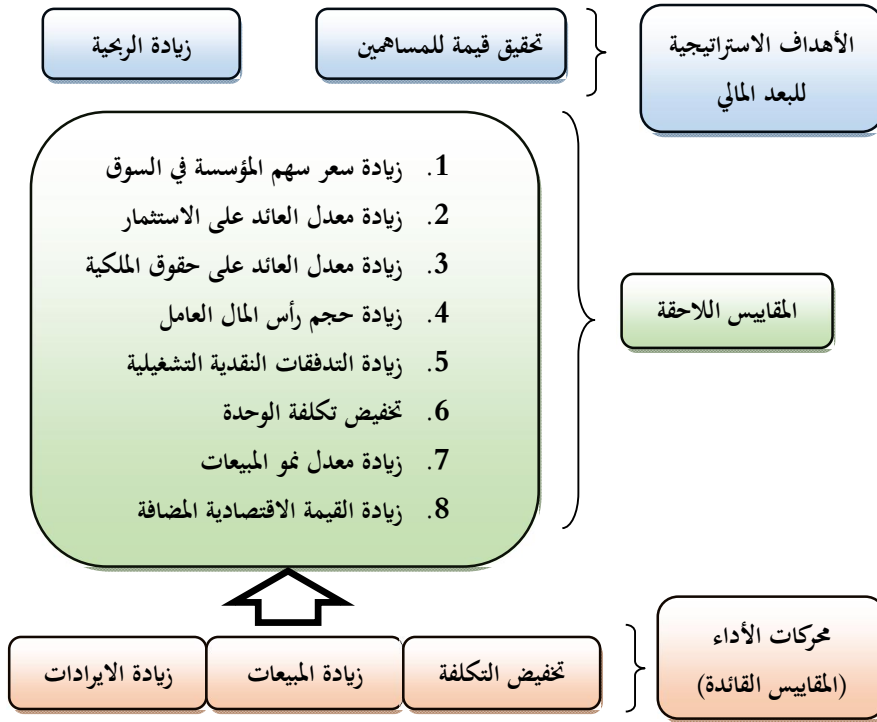 الأهداف الاستراتيجية
للبعد المالي
تحقيق قيمة للمساهمين
زيادة الربحية
1. زيادة سعر سهم المؤسسة في السوق
2. زيادة معدل العائد على الاستثمار
3. زيادة معدل العائد على حقوق الملكية
4. زيادة حجم رأس المال العامل
5. زيادة التدفقات النقدية التشغيلية
6. تخفيض تكلفة الوحدة
7. زيادة معدل نمو المبيعات
8. زيادة القيمة الاقتصادية المضافة
المقاييس اللاحقة
محركات الأداء
(المقاييس القائدة)
تخفيض التكلفة
زيادة المبيعات
زيادة الايرادات